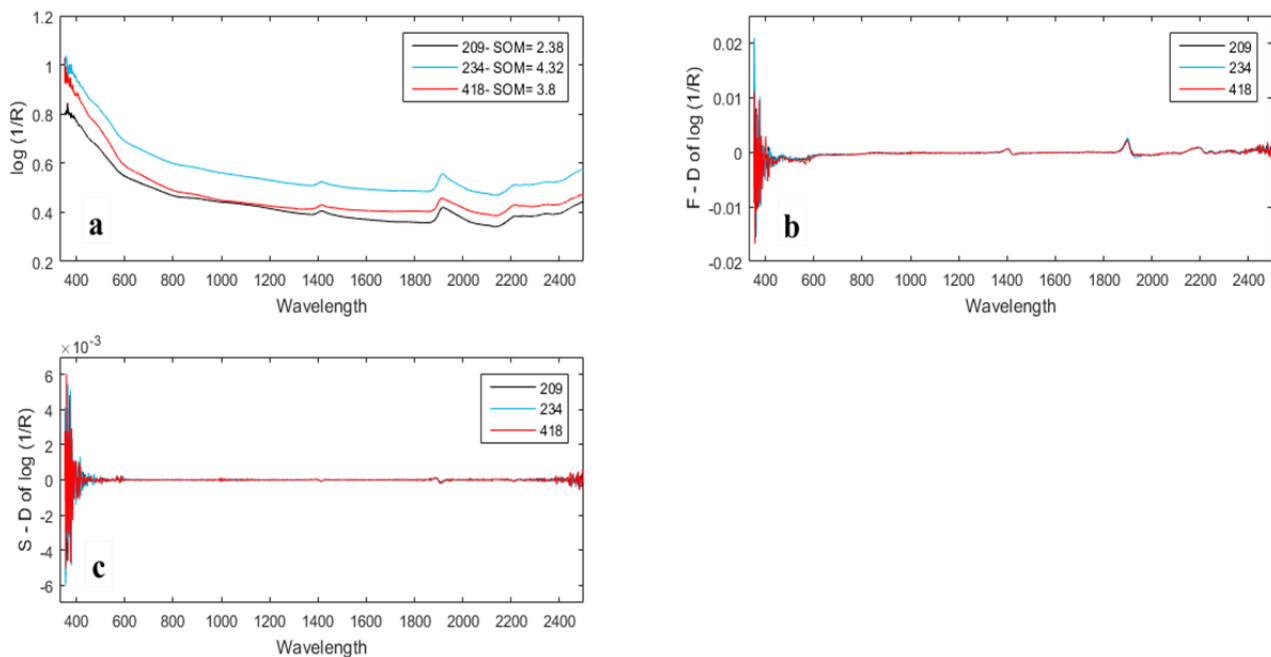 1.2
1
0.8
0.6
0.4
0.2
log (1/R)
209- SOM= 2.38
234- SOM= 4.32
418- SOM= 3.8
a
400 600 800 1000 1200 1400 1600 1800 2000 2200 2400
Wavelength
0.02
0.01
0
-0.01
-0.02
F - D of log (1/R)
209
234
418
b
400 600 800 1000 1200 1400 1600 1800 2000 2200 2400
Wavelength
× 10⁻³
6
4
2
0
-2
-4
-6
S - D of log (1/R)
209
234
418
c
400 600 800 1000 1200 1400 1600 1800 2000 2200 2400
Wavelength